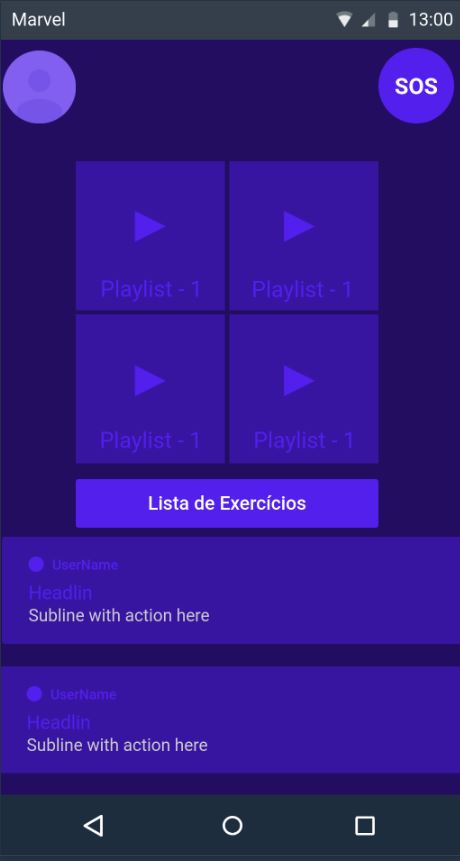 Marvel 13:00
SOS
Playlist - 1 Playlist - 1
Playlist - 1 Playlist - 1
Lista de Exercícios
UserName
Headlin
Subline with action here
UserName
Headlin
Subline with action here